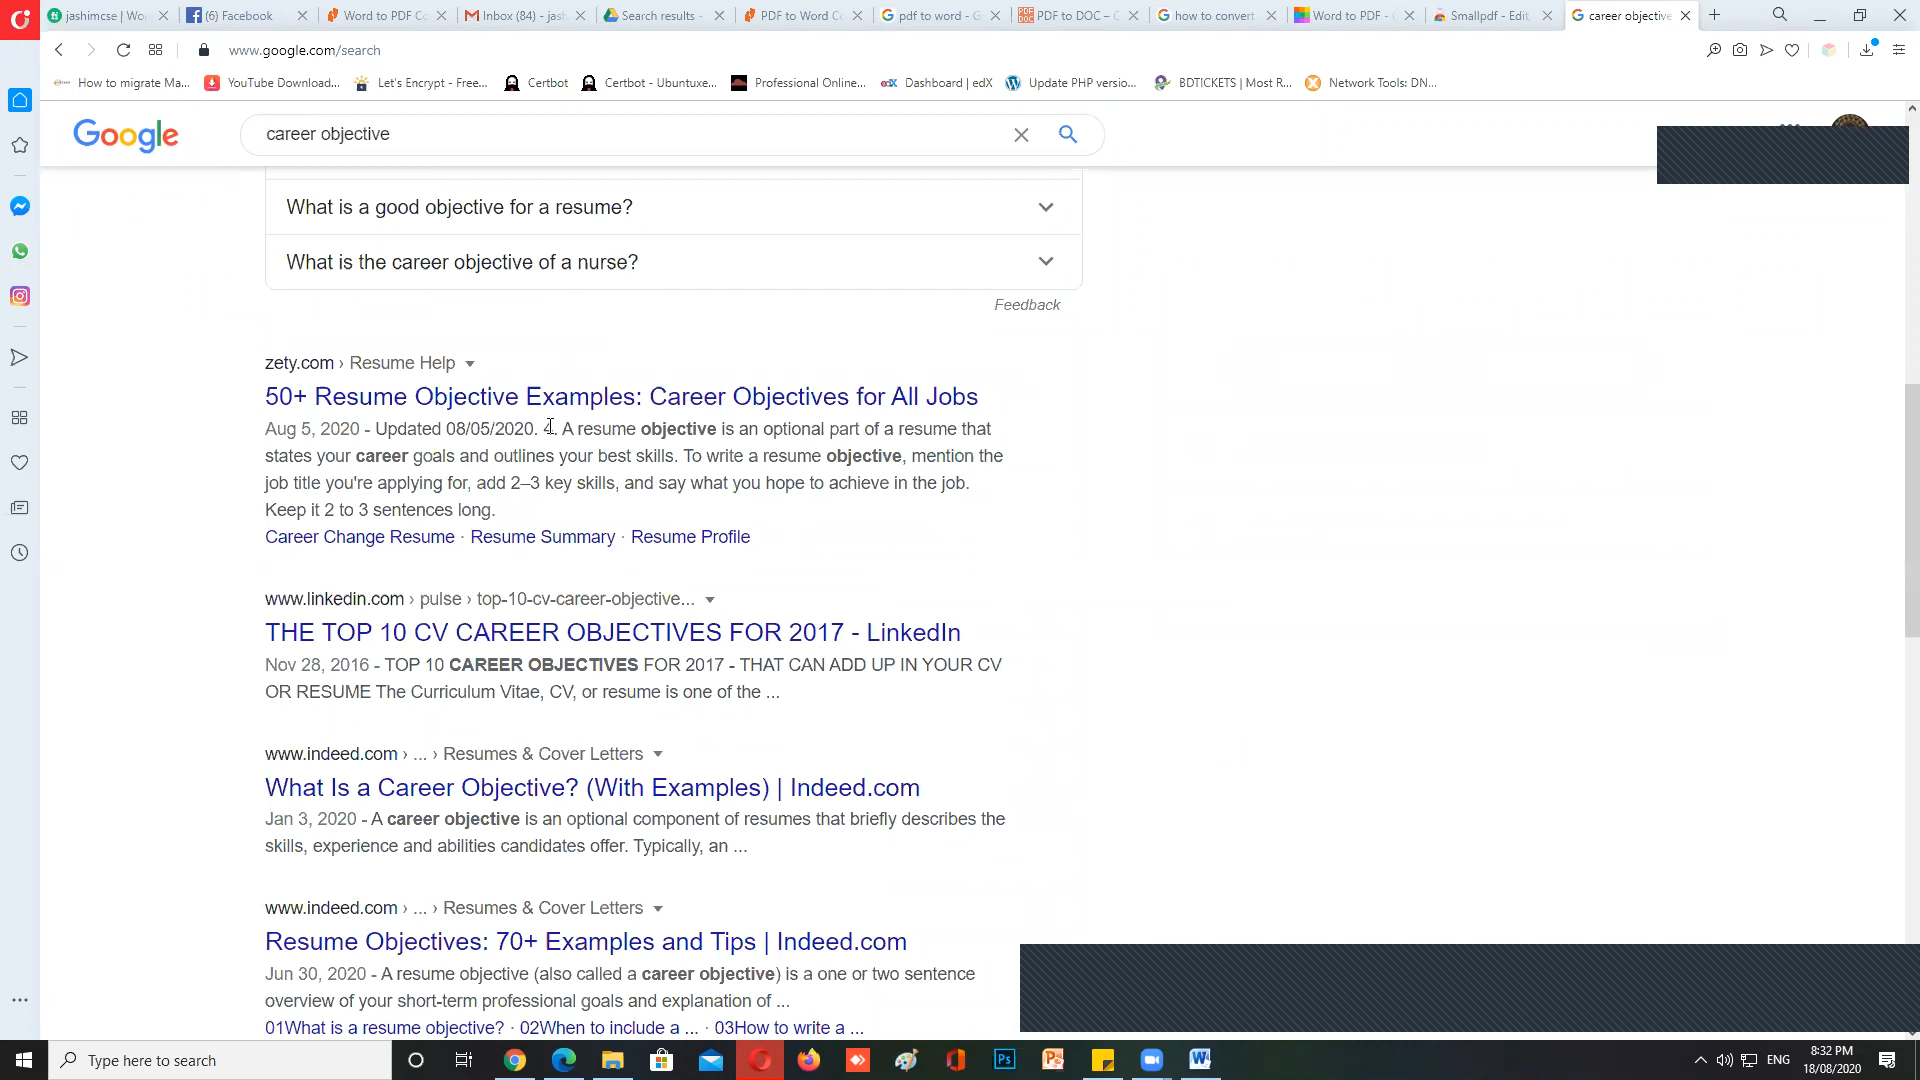 jashimcse | Wo
(6) Facebook
Word to PDF Co
Inbox (84) - jash
Search results -
PDF to Word Co
pdf to word - G
PDF to DOC – C
how to convert
Word to PDF -
Smallpdf - Edit,
career objective
www.google.com/search
How to migrate Ma...
YouTube Download...
Let's Encrypt - Free...
Certbot
Certbot - Ubuntuxe...
Professional Online...
edX Dashboard | edX
Update PHP versio...
BDTICKETS | Most R...
Network Tools: DN...
Google
career objective
What is a good objective for a resume?
What is the career objective of a nurse?
Feedback
zety.com › Resume Help
50+ Resume Objective Examples: Career Objectives for All Jobs
Aug 5, 2020 - Updated 08/05/2020. 4. A resume objective is an optional part of a resume that
states your career goals and outlines your best skills. To write a resume objective, mention the
job title you're applying for, add 2–3 key skills, and say what you hope to achieve in the job.
Keep it 2 to 3 sentences long.
Career Change Resume · Resume Summary · Resume Profile
www.linkedin.com › pulse › top-10-cv-career-objective...
THE TOP 10 CV CAREER OBJECTIVES FOR 2017 - LinkedIn
Nov 28, 2016 - TOP 10 CAREER OBJECTIVES FOR 2017 - THAT CAN ADD UP IN YOUR CV
OR RESUME The Curriculum Vitae, CV, or resume is one of the ...
www.indeed.com › ... › Resumes & Cover Letters
What Is a Career Objective? (With Examples) | Indeed.com
Jan 3, 2020 - A career objective is an optional component of resumes that briefly describes the
skills, experience and abilities candidates offer. Typically, an ...
www.indeed.com › ... › Resumes & Cover Letters
Resume Objectives: 70+ Examples and Tips | Indeed.com
Jun 30, 2020 - A resume objective (also called a career objective) is a one or two sentence
overview of your short-term professional goals and explanation of ...
01What is a resume objective? · 02When to include a ... · 03How to write a ...
Type here to search
Ps
ENG
8:32 PM
18/08/2020